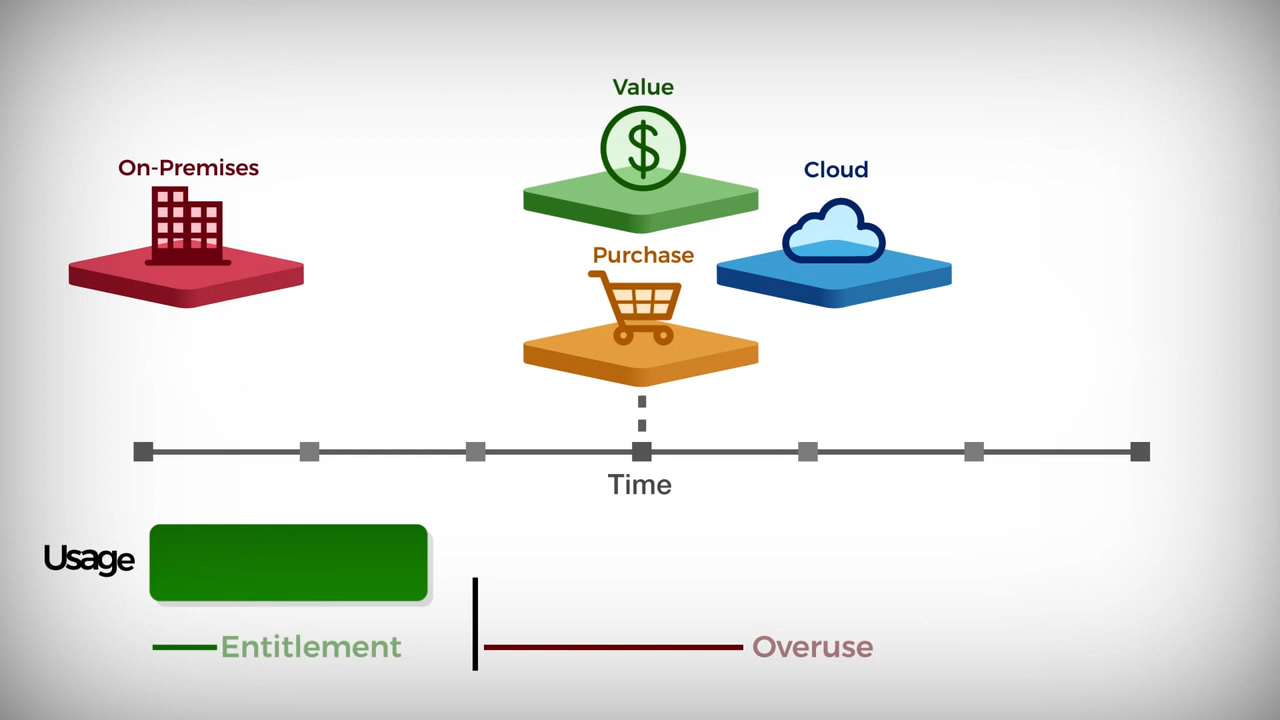 Value
On-Premises
Cloud
Purchase
Time
Usage
Entitlement
Overuse